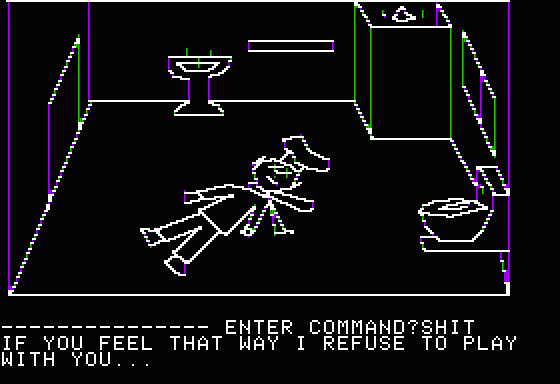 --------------- ENTER COMMAND?SHIT
IF YOU FEEL THAT WAY I REFUSE TO PLAY
WITH YOU...